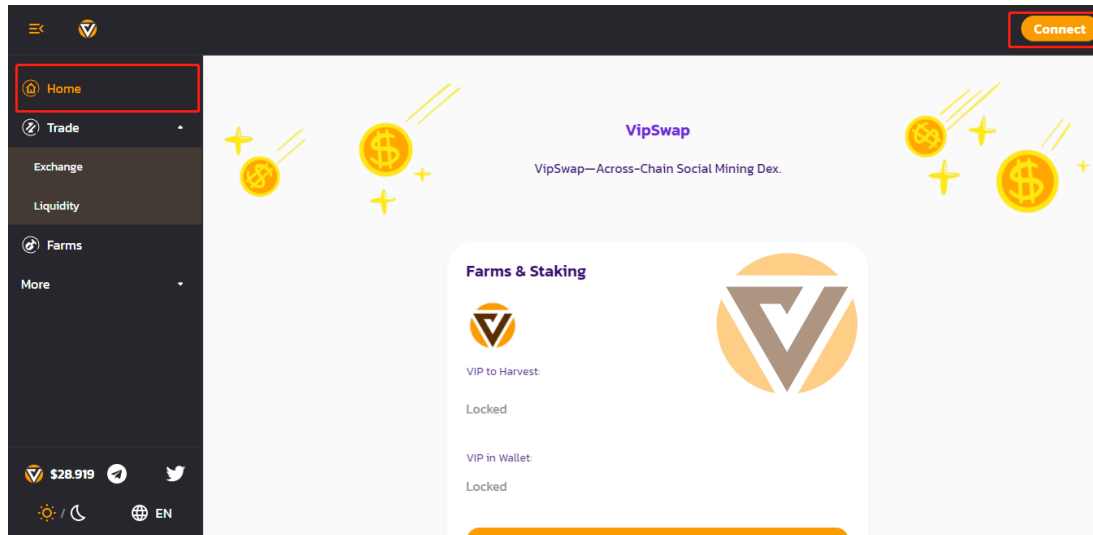 Connect
Home
Trade
Exchange
Liquidity
Farms
More
$28.919
EN
VipSwap
VipSwap—Across-Chain Social Mining Dex.
Farms & Staking
VIP to Harvest:
Locked
VIP in Wallet:
Locked